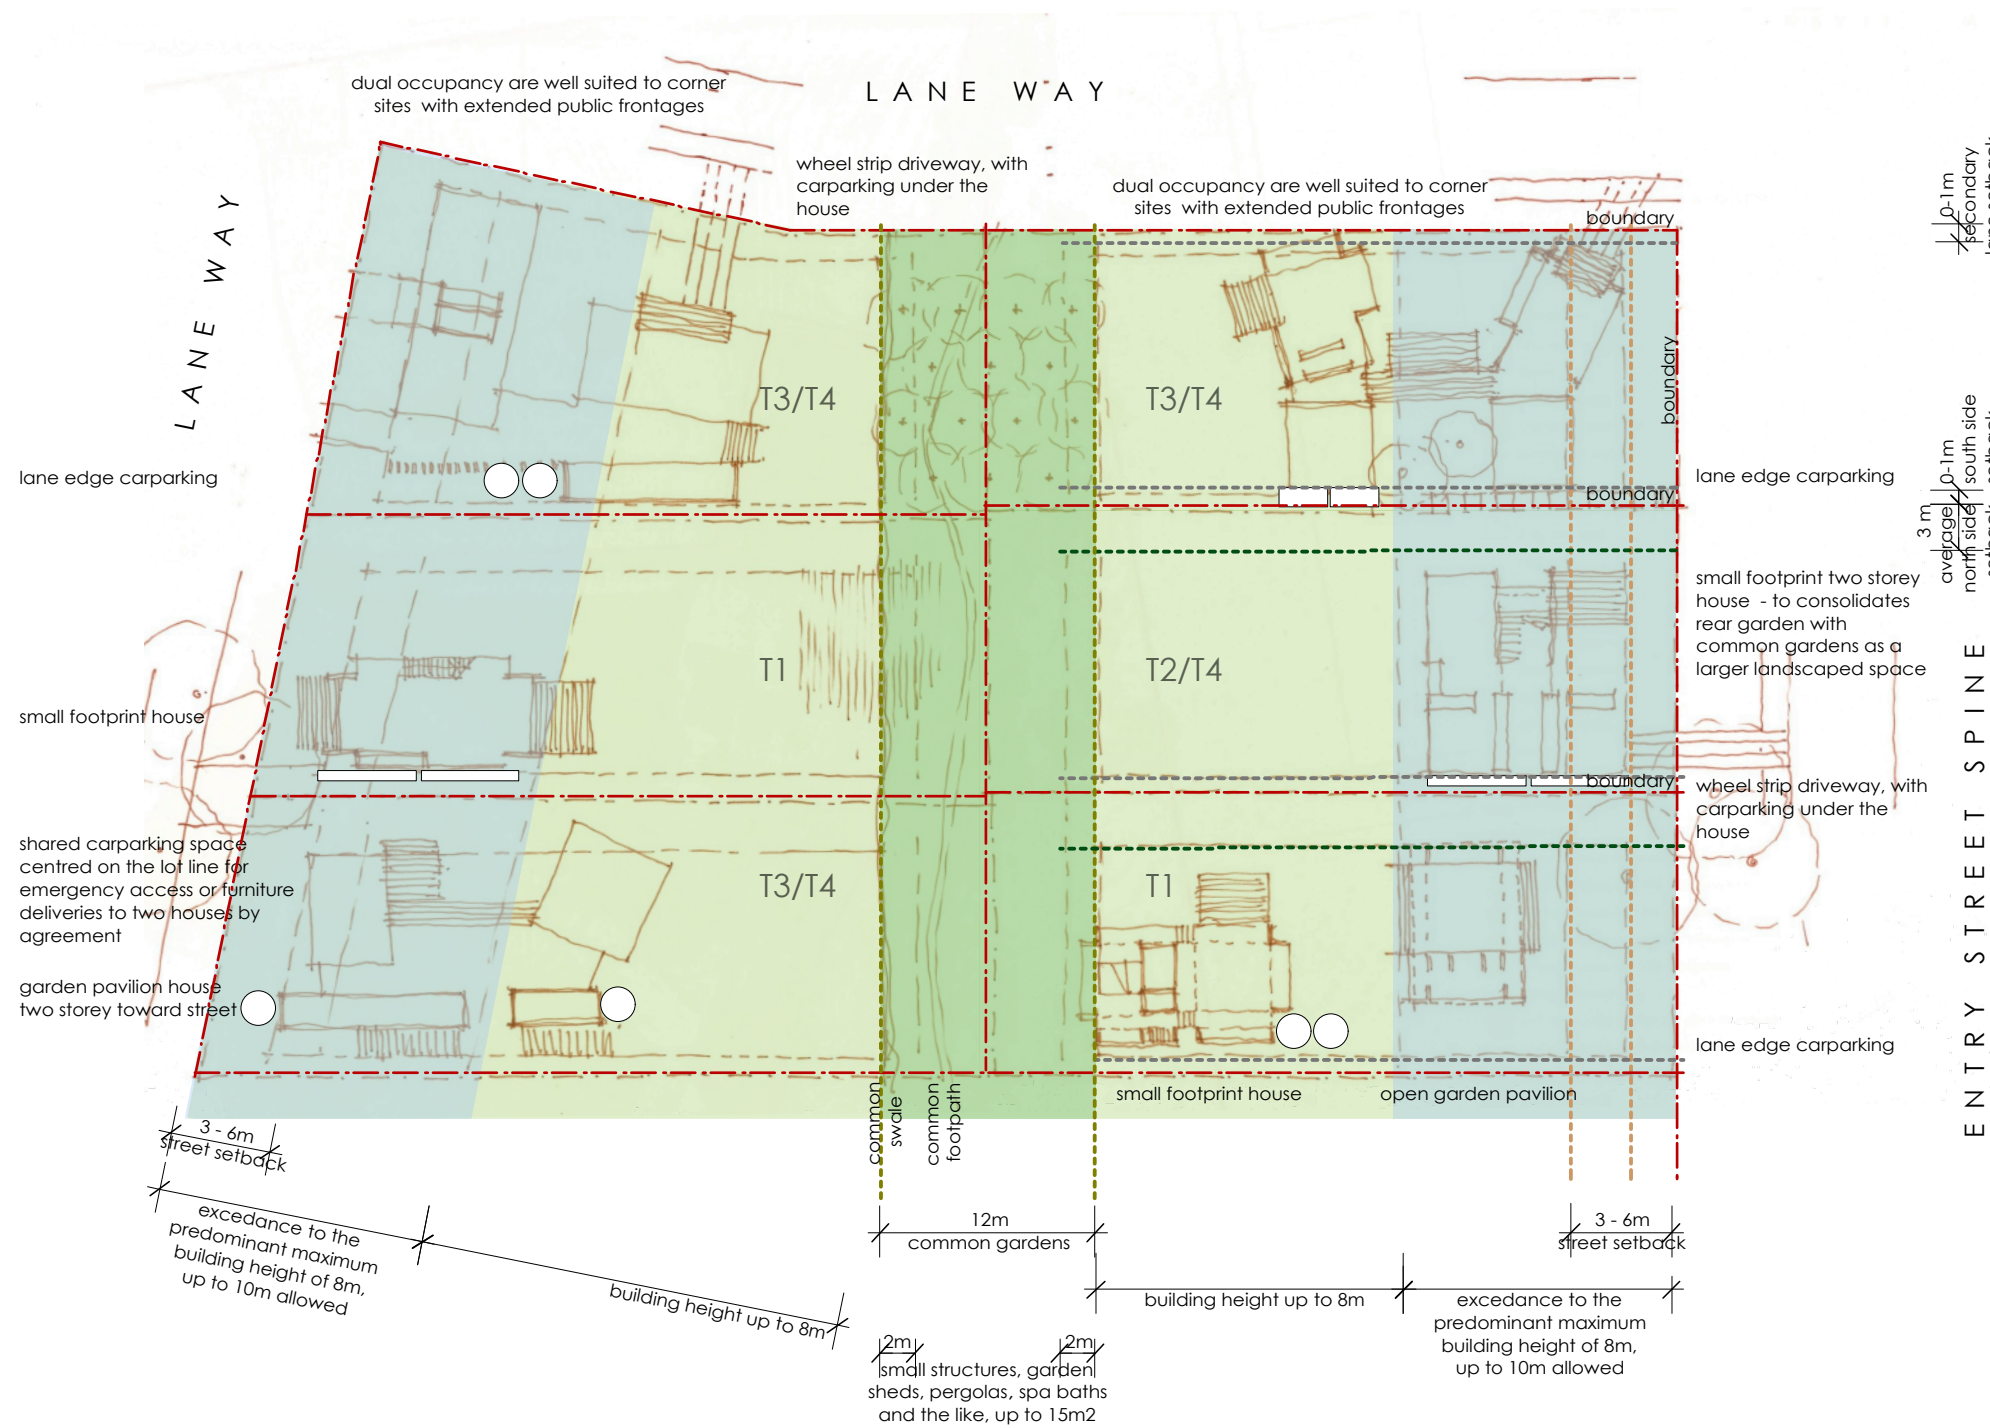 dual occupancy are well suited to corner
sites with extended public frontages
LANE WAY
LANE WAY
wheel strip driveway, with
carparking under the
house
dual occupancy are well suited to corner
sites with extended public frontages
boundary
boundary
0-1m
secondary
T3/T4
T3/T4
lane edge carparking
lane edge carparking
boundary
0-1m
south side
3 m
average
north side
small footprint two storey
house - to consolidates
rear garden with
common gardens as a
larger landscaped space
T1
T2/T4
small footprint house
boundary
wheel strip driveway, with
carparking under the
house
ENTRY STREET SPINE
shared carparking space
centred on the lot line for
emergency access or furniture
deliveries to two houses by
agreement
T3/T4
T1
garden pavilion house
two storey toward street
lane edge carparking
small footprint house
open garden pavilion
common
swale
common
footpath
3 - 6m
street setback
excedance to the
predominant maximum
building height of 8m,
up to 10m allowed
building height up to 8m
12m
common gardens
3 - 6m
street setback
building height up to 8m
excedance to the
predominant maximum
building height of 8m,
up to 10m allowed
2m
2m
small structures, garden
sheds, pergolas, spa baths
and the like, up to 15m2